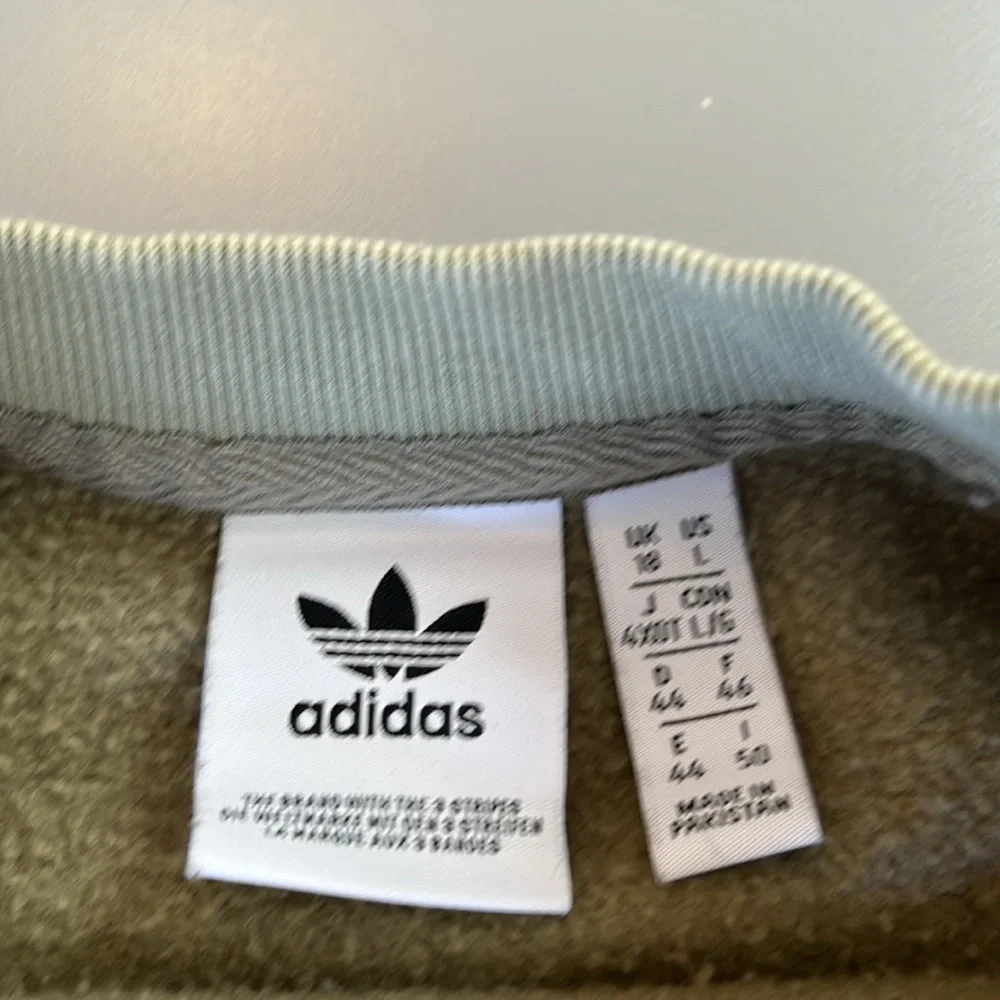 adidas
THE BRAND WITH THE 3 STRIPES
DIE WELTMARKE MIT DEN 3 STREIFEN
LA MARQUE AUX 3 BANDES
UK US
18 L
J CDN
4XOT L/G
D F
44 46
E I
44 50
MADE IN
PAKISTAN